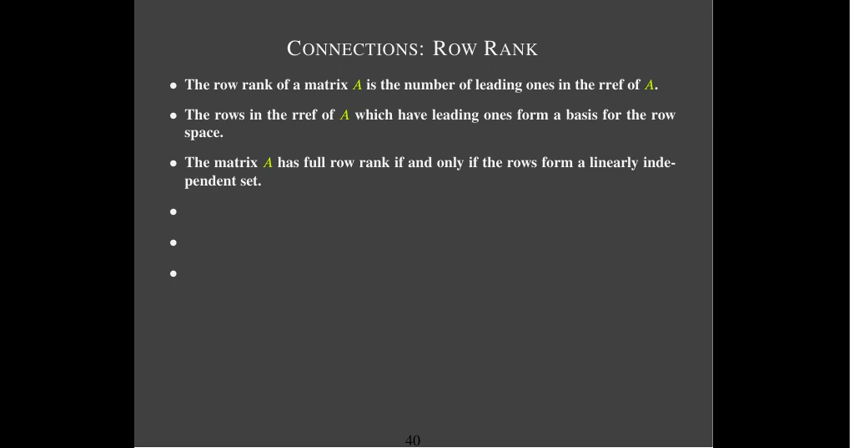 CONNECTIONS: ROW RANK
• The row rank of a matrix A is the number of leading ones in the rref of A.
• The rows in the rref of A which have leading ones form a basis for the row
space.
• The matrix A has full row rank if and only if the rows form a linearly inde-
pendent set.
•
•
•
40